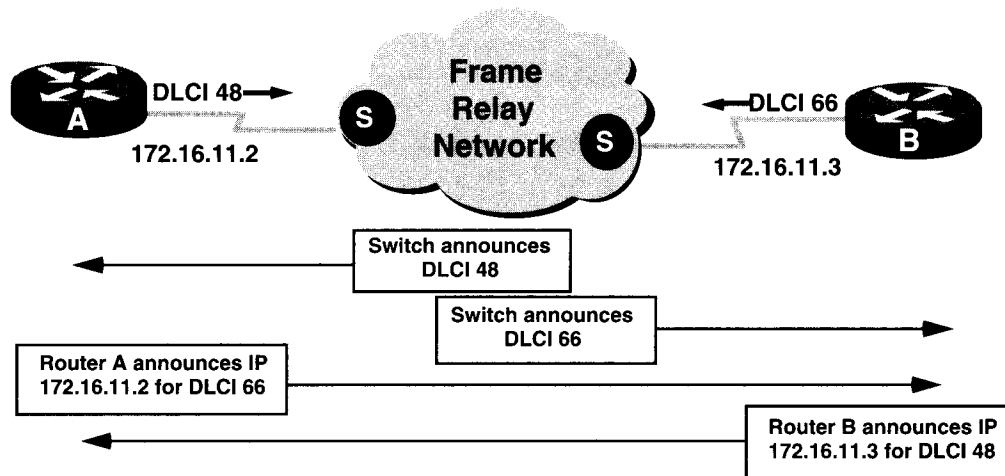 Frame
Relay
Network
DLCI 48
DLCI 66
A
S
S
B
172.16.11.2
172.16.11.3
Switch announces
DLCI 48
Switch announces
DLCI 66
Router A announces IP
172.16.11.2 for DLCI 66
Router B announces IP
172.16.11.3 for DLCI 48